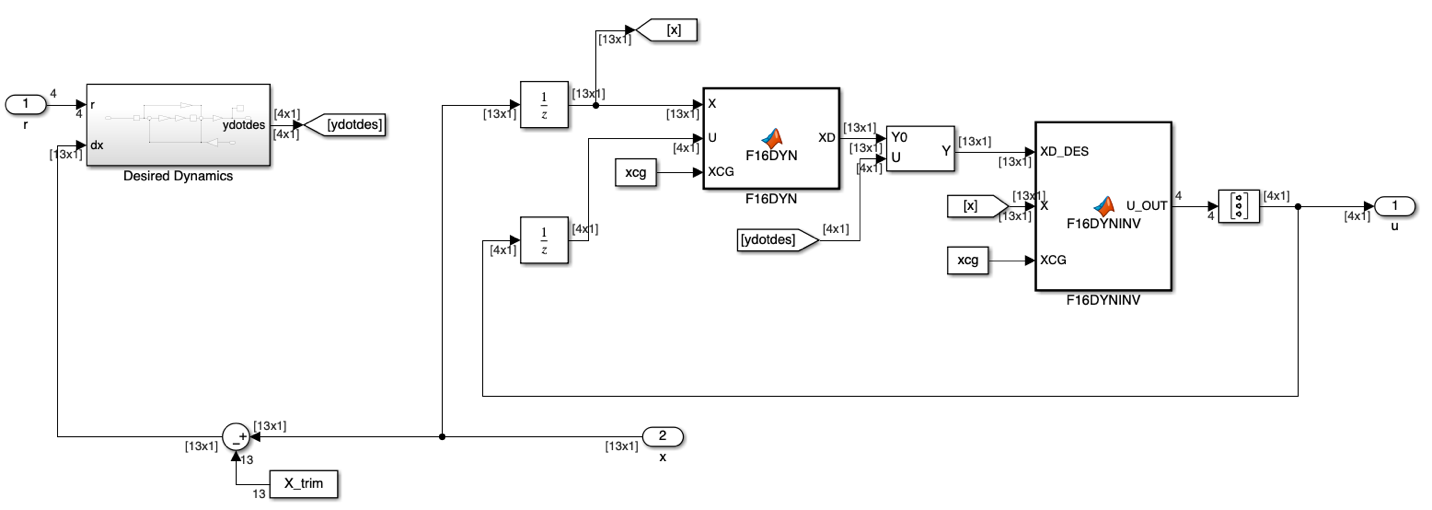 [x]
[13x1]
1
r
4
4
r
dx
[13x1]
ydotdes
[4x1]
[4x1]
[ydotdes]
Desired Dynamics
[13x1]
1
z
[13x1]
[13x1]
X
U
[4x1]
XCG
XD
F16DYN
F16DYN
xcg
[13x1]
[13x1]
[4x1]
Y0
U
Y
[13x1]
[13x1]
[ydotdes]
[4x1]
[4x1]
1
z
[4x1]
XD_DES
[x]
[13x1]
[13x1]
X
U_OUT
F16DYNINV
xcg
XCG
F16DYNINV
4
4
[4x1]
[4x1]
1
u
[13x1]
+
−
[13x1]
13
13
X_trim
[13x1]
2
x